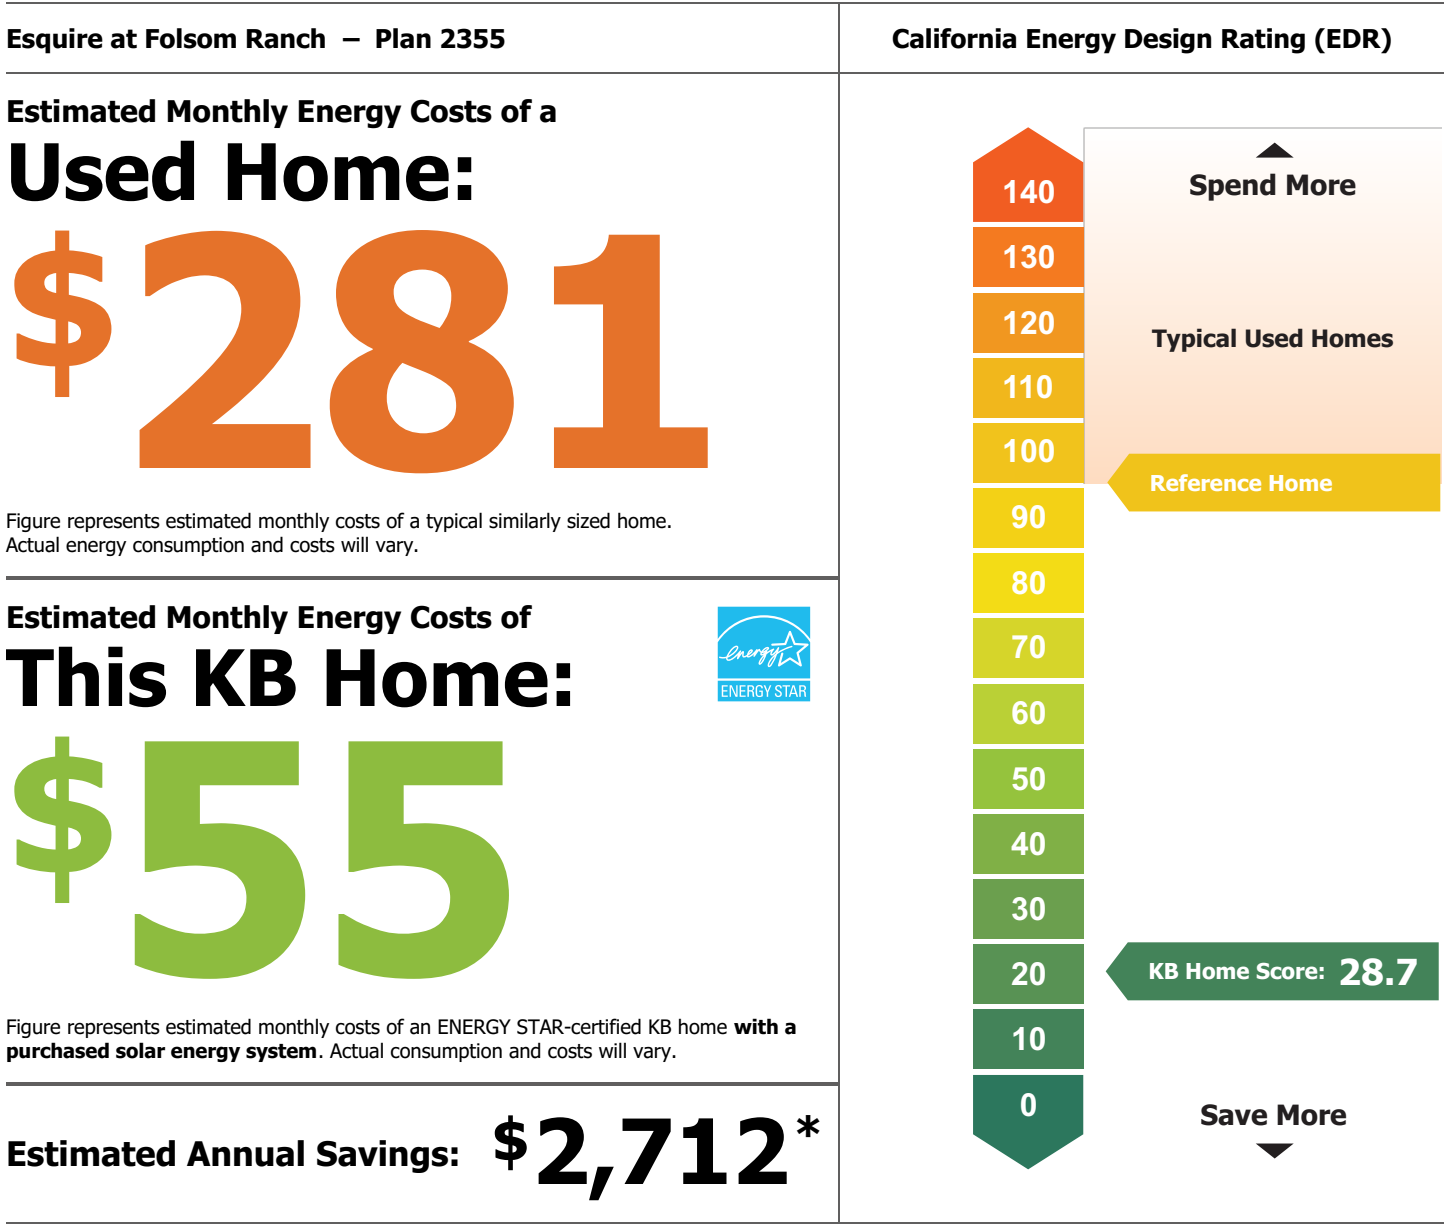 Esquire at Folsom Ranch – Plan 2355
Estimated Monthly Energy Costs of a
Used Home:
$281
Figure represents estimated monthly costs of a typical similarly sized home.
Actual energy consumption and costs will vary.
Estimated Monthly Energy Costs of
This KB Home:
energy
ENERGY STAR
$55
Figure represents estimated monthly costs of an ENERGY STAR-certified KB home with a
purchased solar energy system. Actual consumption and costs will vary.
Estimated Annual Savings: $2,712*
California Energy Design Rating (EDR)
140
130
120
110
100
90
80
70
60
50
40
30
20
10
0
Spend More
Typical Used Homes
Reference Home
KB Home Score: 28.7
Save More